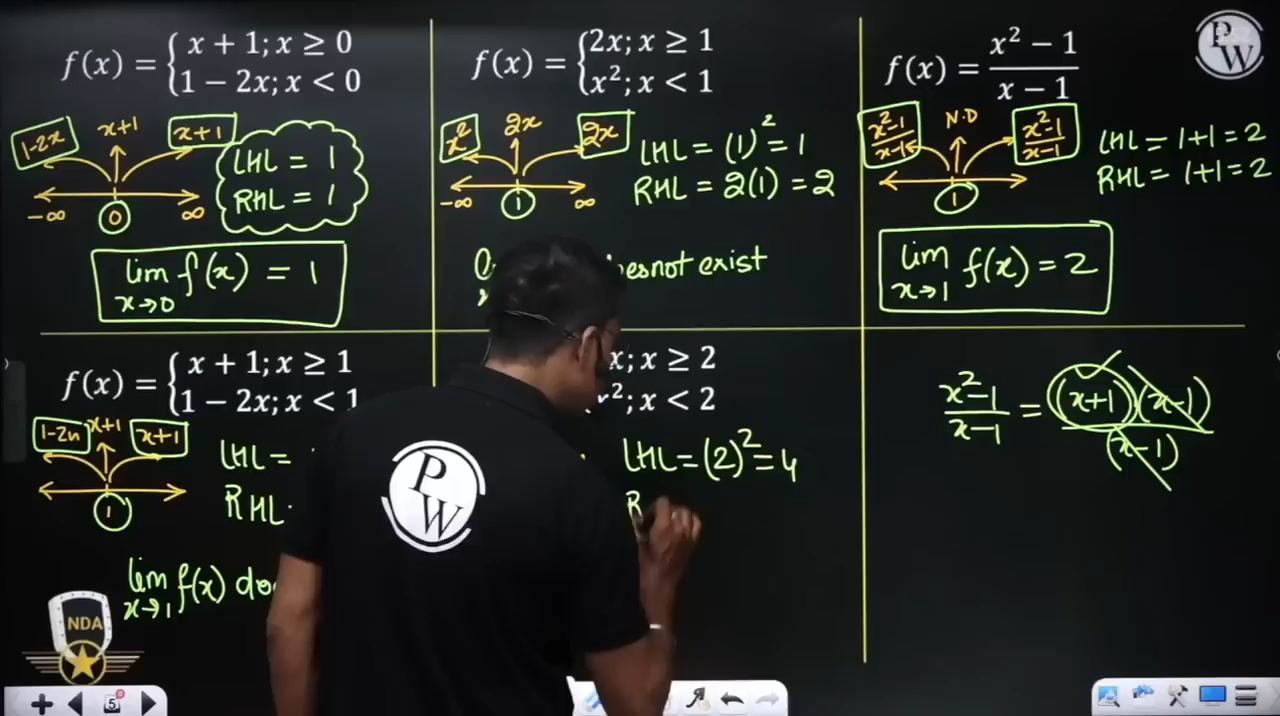 f(x) = { x + 1; x ≥ 0
1 − 2x; x < 0
1-2x
x+1
x+1
−∞
0
∞
LHL = 1
RHL = 1
lim f(x) = 1
x→0
f(x) = { 2x; x ≥ 1
x²; x < 1
x²
2x
2x
−∞
1
∞
LHL = (1)² = 1
RHL = 2(1) = 2
not exist
f(x) = x² − 1
x − 1
PW
x²-1
x-1
N.D
x²-1
x-1
1
LHL = 1+1 = 2
RHL = 1+1 = 2
lim f(x) = 2
x→1
f(x) = { x + 1; x ≥ 1
1 − 2x; x < 1
1-2x
x+1
x+1
1
LHL =
RHL
lim f(x)
x→1
x; x ≥ 2
; x < 2
LHL = (2)² = 4
R
x²-1 = (x+1)(x-1)
x-1 (x-1)
PW
NDA
5